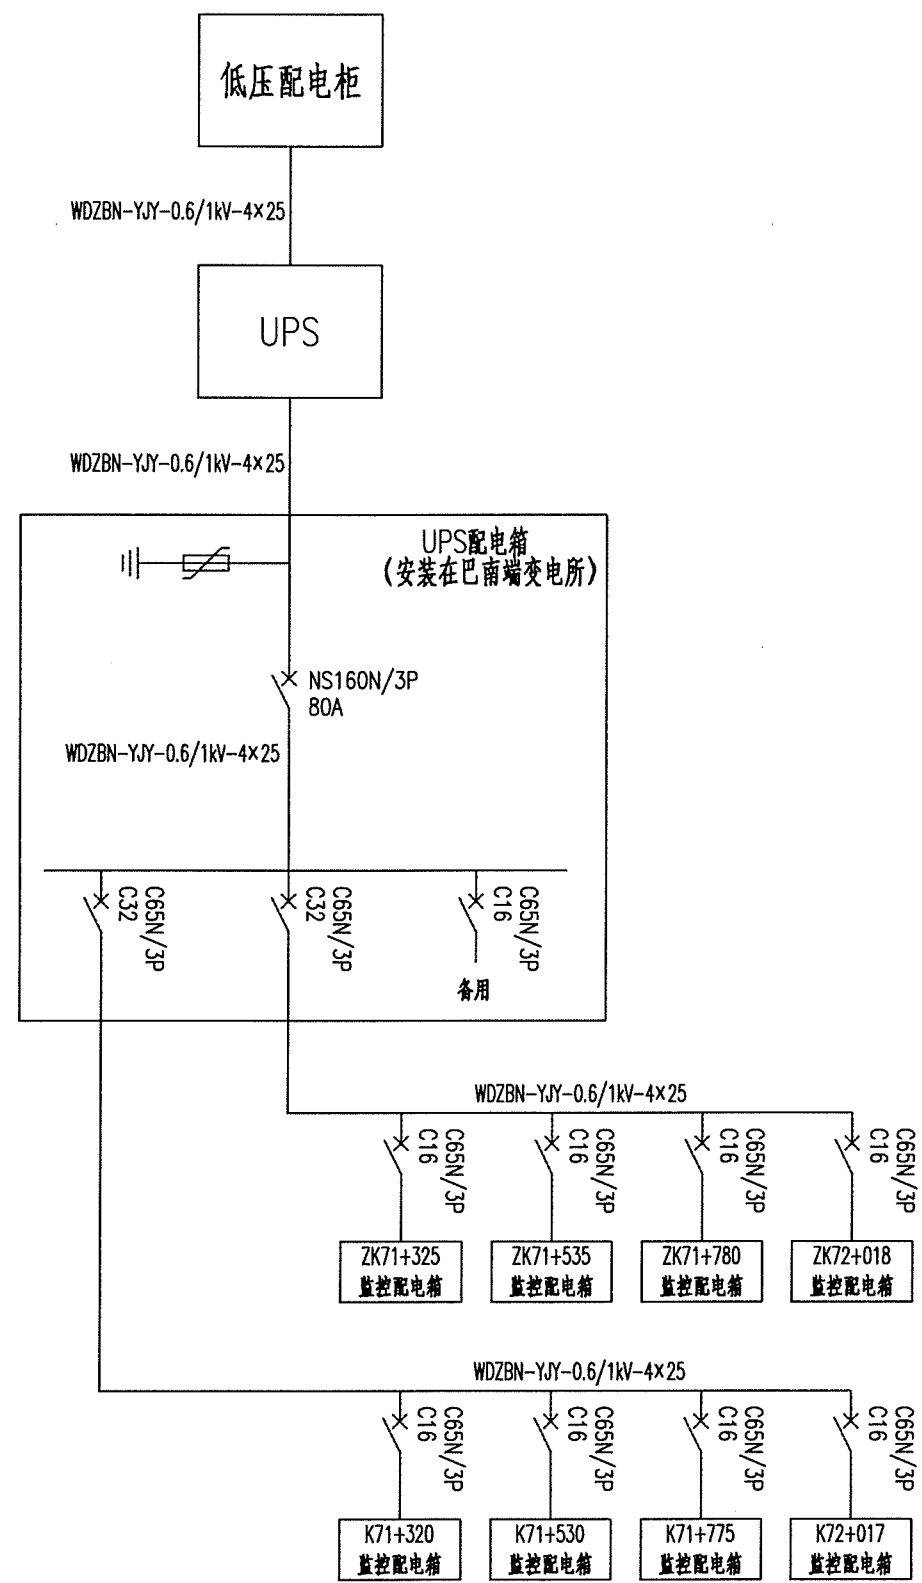 低压配电柜
WDZBN-YJY-0.6/1kV-4×25
UPS
WDZBN-YJY-0.6/1kV-4×25
UPS配电箱
(安装在巴南端变电所)
NS160N/3P
80A
WDZBN-YJY-0.6/1kV-4×25
C65N/3P
C32
C65N/3P
C32
C65N/3P
C16
备用
WDZBN-YJY-0.6/1kV-4×25
C65N/3P
C16
C65N/3P
C16
C65N/3P
C16
C65N/3P
C16
ZK71+325
监控配电箱
ZK71+535
监控配电箱
ZK71+780
监控配电箱
ZK72+018
监控配电箱
WDZBN-YJY-0.6/1kV-4×25
C65N/3P
C16
C65N/3P
C16
C65N/3P
C16
C65N/3P
C16
K71+320
监控配电箱
K71+530
监控配电箱
K71+775
监控配电箱
K72+017
监控配电箱